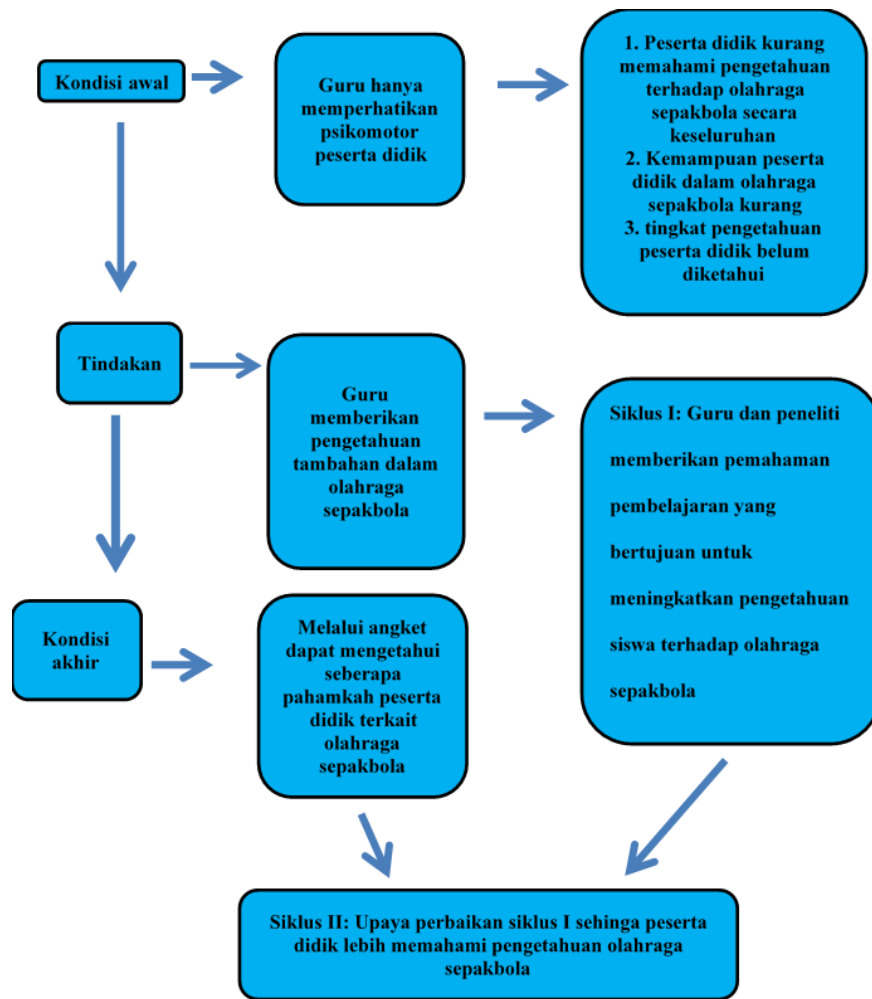 Kondisi awal
Guru hanya
memperhatikan
psikomotor
peserta didik
1. Peserta didik kurang
memahami pengetahuan
terhadap olahraga
sepakbola secara
keseluruhan
2. Kemampuan peserta
didik dalam olahraga
sepakbola kurang
3. tingkat pengetahuan
peserta didik belum
diketahui
Tindakan
Guru
memberikan
pengetahuan
tambahan dalam
olahraga
sepakbola
Siklus I: Guru dan peneliti
memberikan pemahaman
pembelajaran yang
bertujuan untuk
meningkatkan pengetahuan
siswa terhadap olahraga
sepakbola
Kondisi
akhir
Melalui angket
dapat mengetahui
seberapa
pahamkah peserta
didik terkait
olahraga
sepakbola
Siklus II: Upaya perbaikan siklus I sehinga peserta
didik lebih memahami pengetahuan olahraga
sepakbola